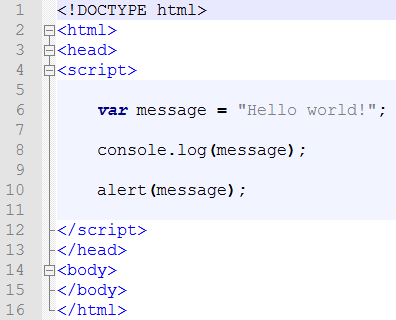 1 <!DOCTYPE html>
2 <html>
3 <head>
4 <script>
5
6 var message = "Hello world!";
7
8 console.log(message);
9
10 alert(message);
11
12 </script>
13 </head>
14 <body>
15 </body>
16 </html>